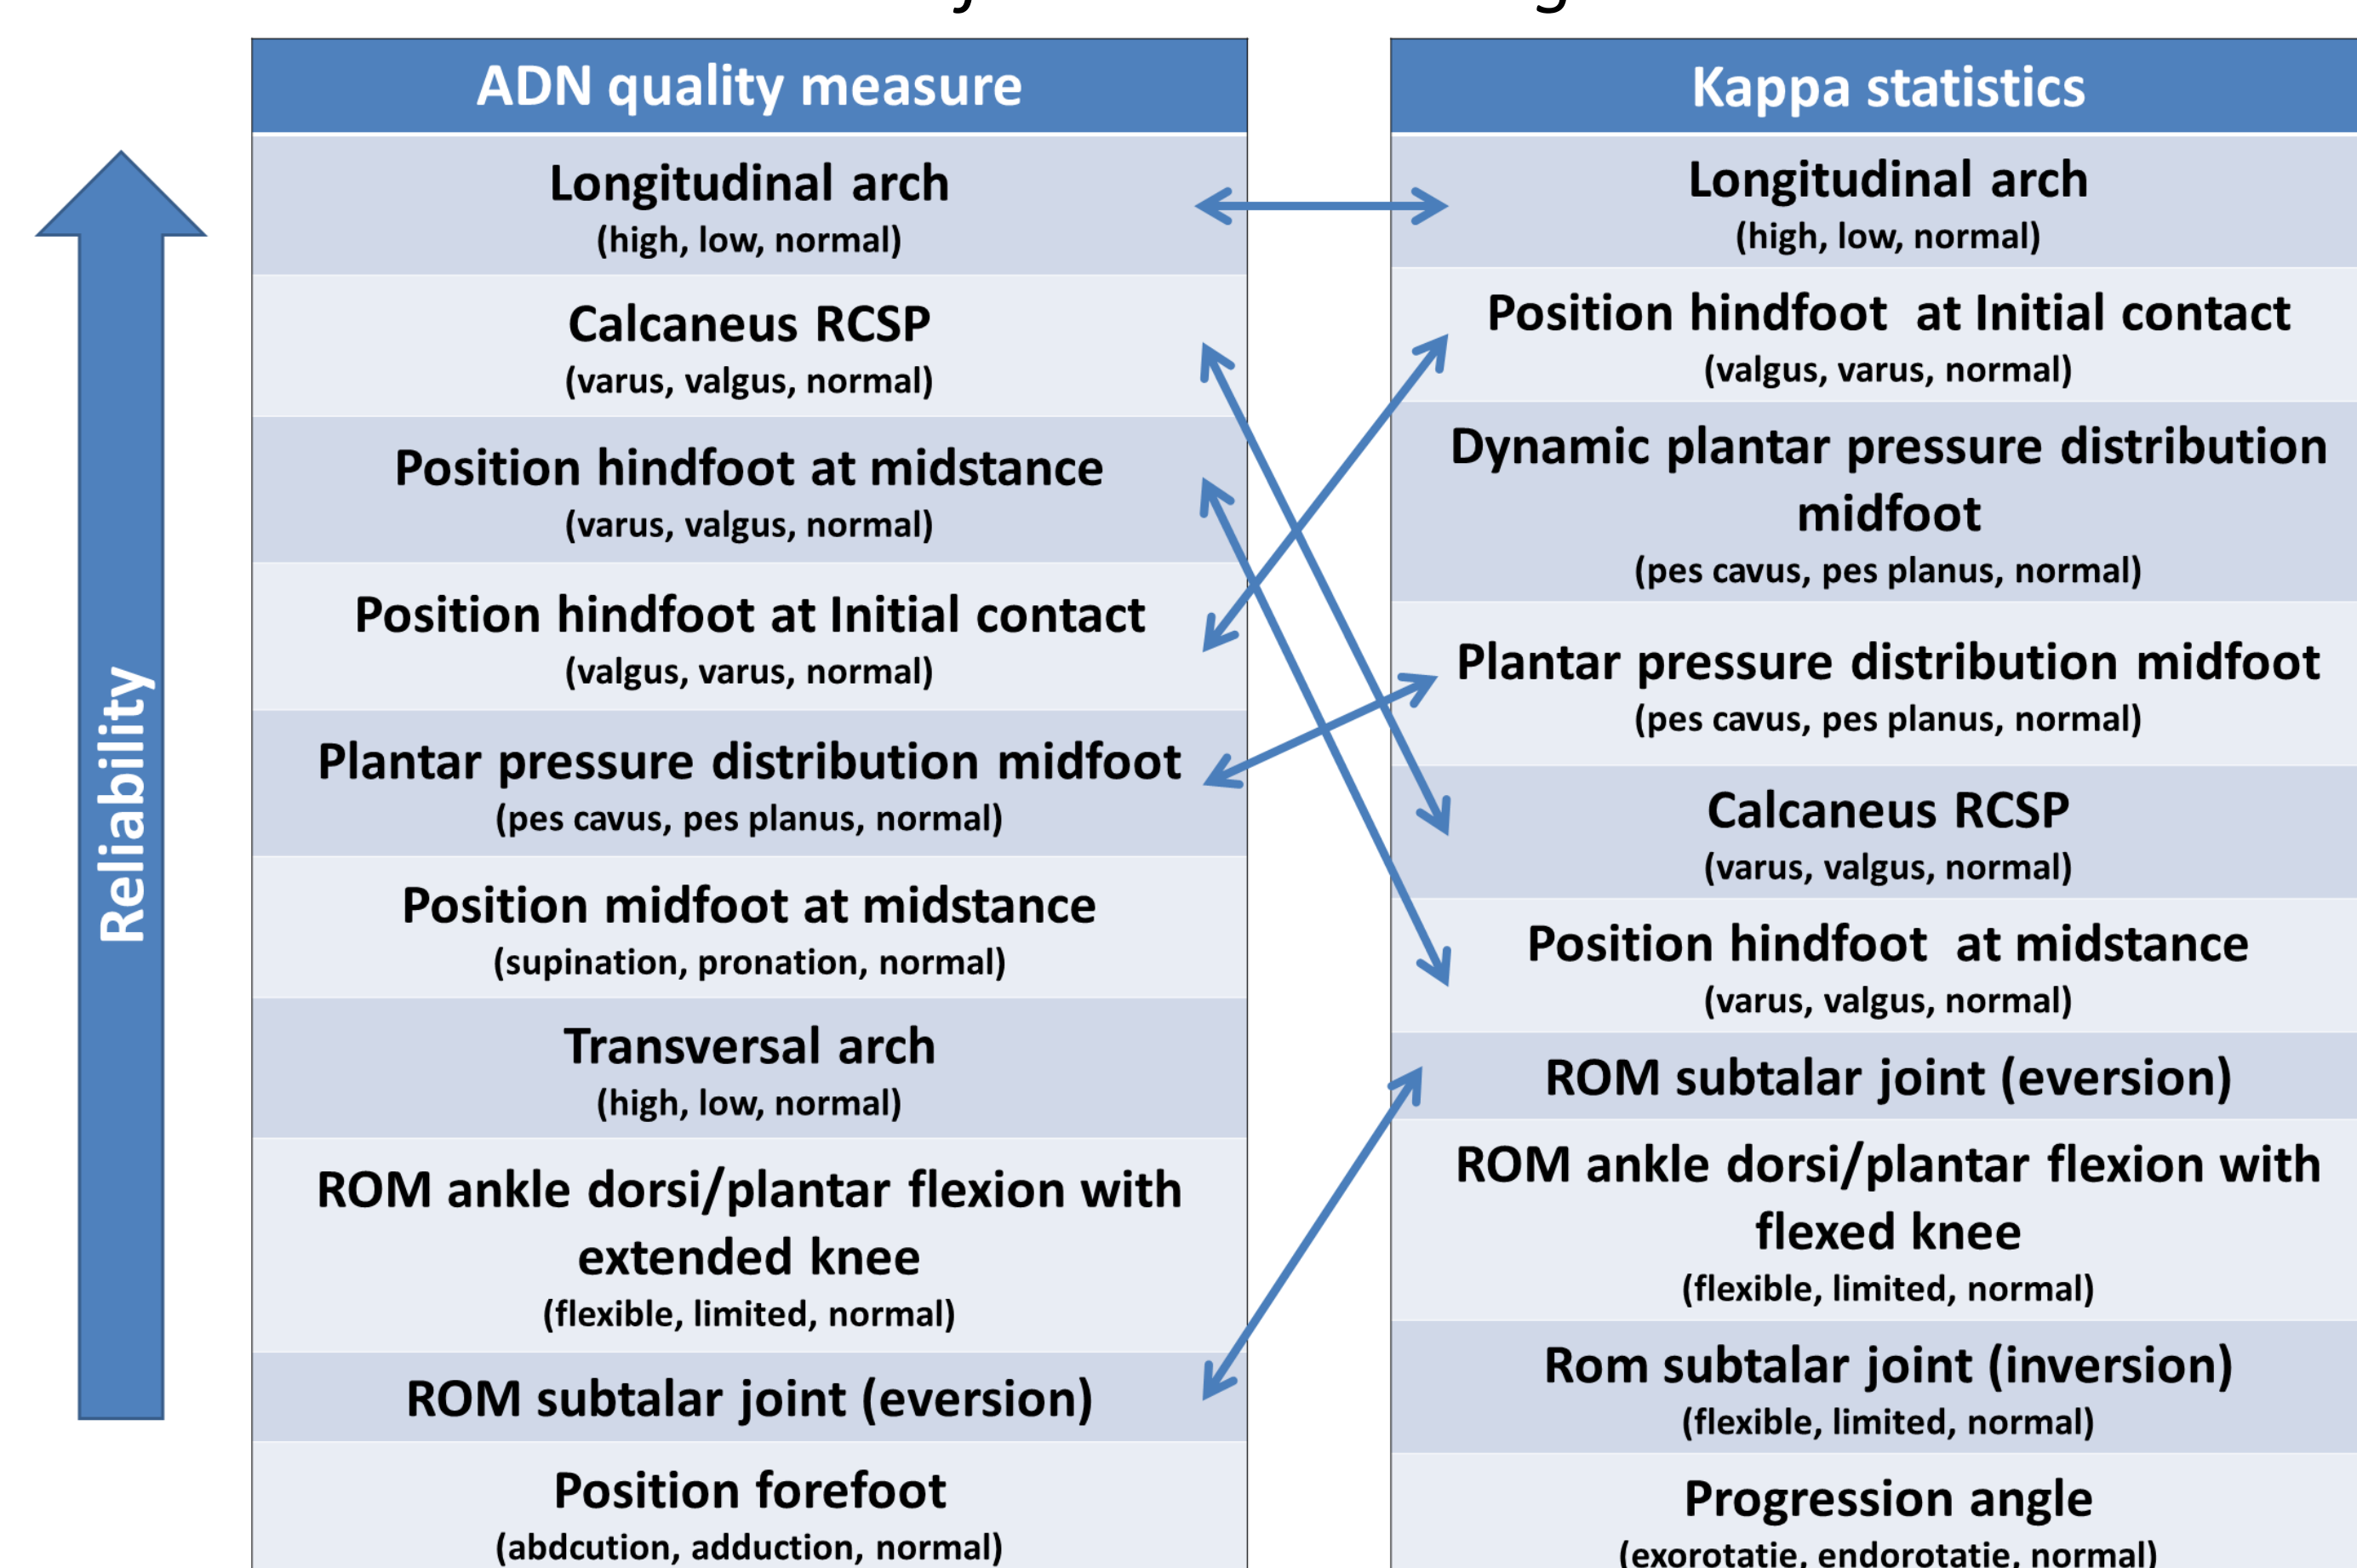 ADN quality measure
Longitudinal arch
(high, low, normal)
Calcaneus RCSP
(varus, valgus, normal)
Position hindfoot at midstance
(varus, valgus, normal)
Position hindfoot at Initial contact
(valgus, varus, normal)
Plantar pressure distribution midfoot
(pes cavus, pes planus, normal)
Position midfoot at midstance
(supination, pronation, normal)
Transversal arch
(high, low, normal)
ROM ankle dorsi/plantar flexion with
extended knee
(flexible, limited, normal)
ROM subtalar joint (eversion)
Position forefoot
(abdcution, adduction, normal)
Kappa statistics
Longitudinal arch
(high, low, normal)
Position hindfoot at Initial contact
(valgus, varus, normal)
Dynamic plantar pressure distribution
midfoot
(pes cavus, pes planus, normal)
Plantar pressure distribution midfoot
(pes cavus, pes planus, normal)
Calcaneus RCSP
(varus, valgus, normal)
Position hindfoot at midstance
(varus, valgus, normal)
ROM subtalar joint (eversion)
ROM ankle dorsi/plantar flexion with
flexed knee
(flexible, limited, normal)
Rom subtalar joint (inversion)
(flexible, limited, normal)
Progression angle
(exorotatie, endorotatie, normal)
Reliability